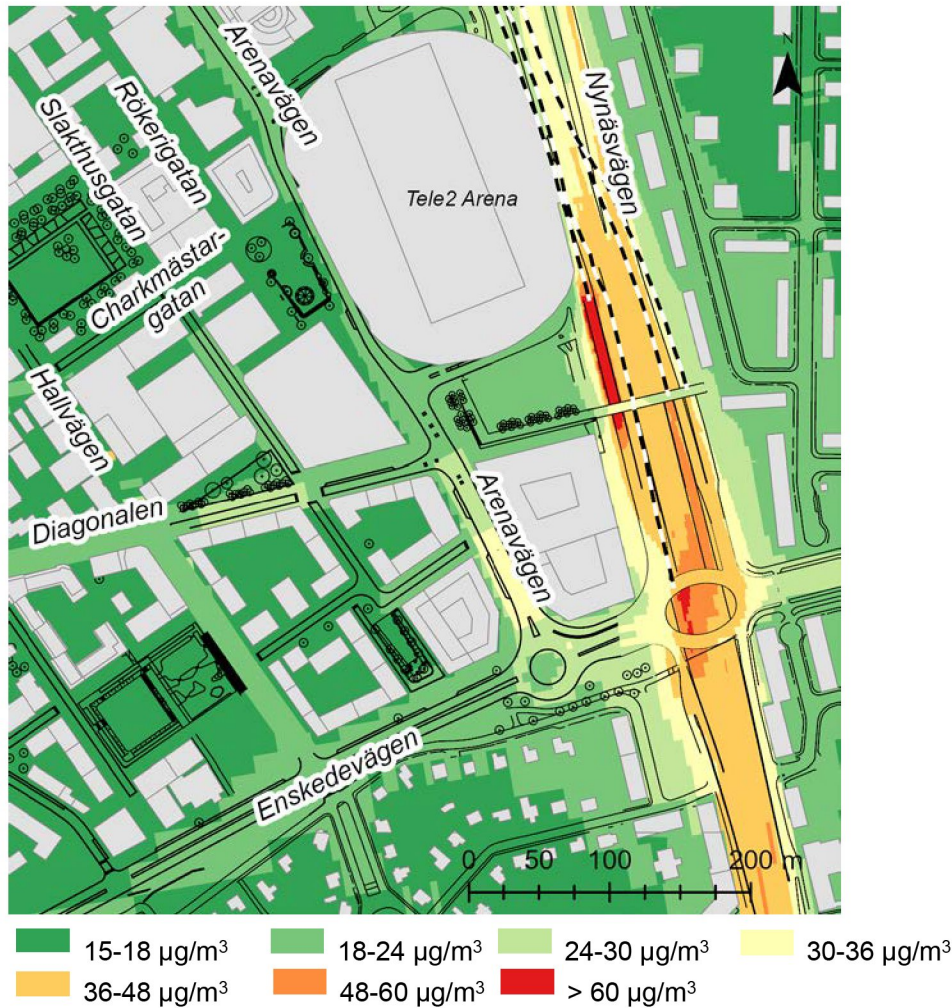 Arenavägen
Nynäsvägen
Rökerigatan
Slakthusgatan
Tele2 Arena
Charkmästar-
gatan
Hallvägen
Diagonalen
Arenavägen
Enskedevägen
0 50 100 200 m
15-18 µg/m³ 18-24 µg/m³ 24-30 µg/m³ 30-36 µg/m³
36-48 µg/m³ 48-60 µg/m³ > 60 µg/m³